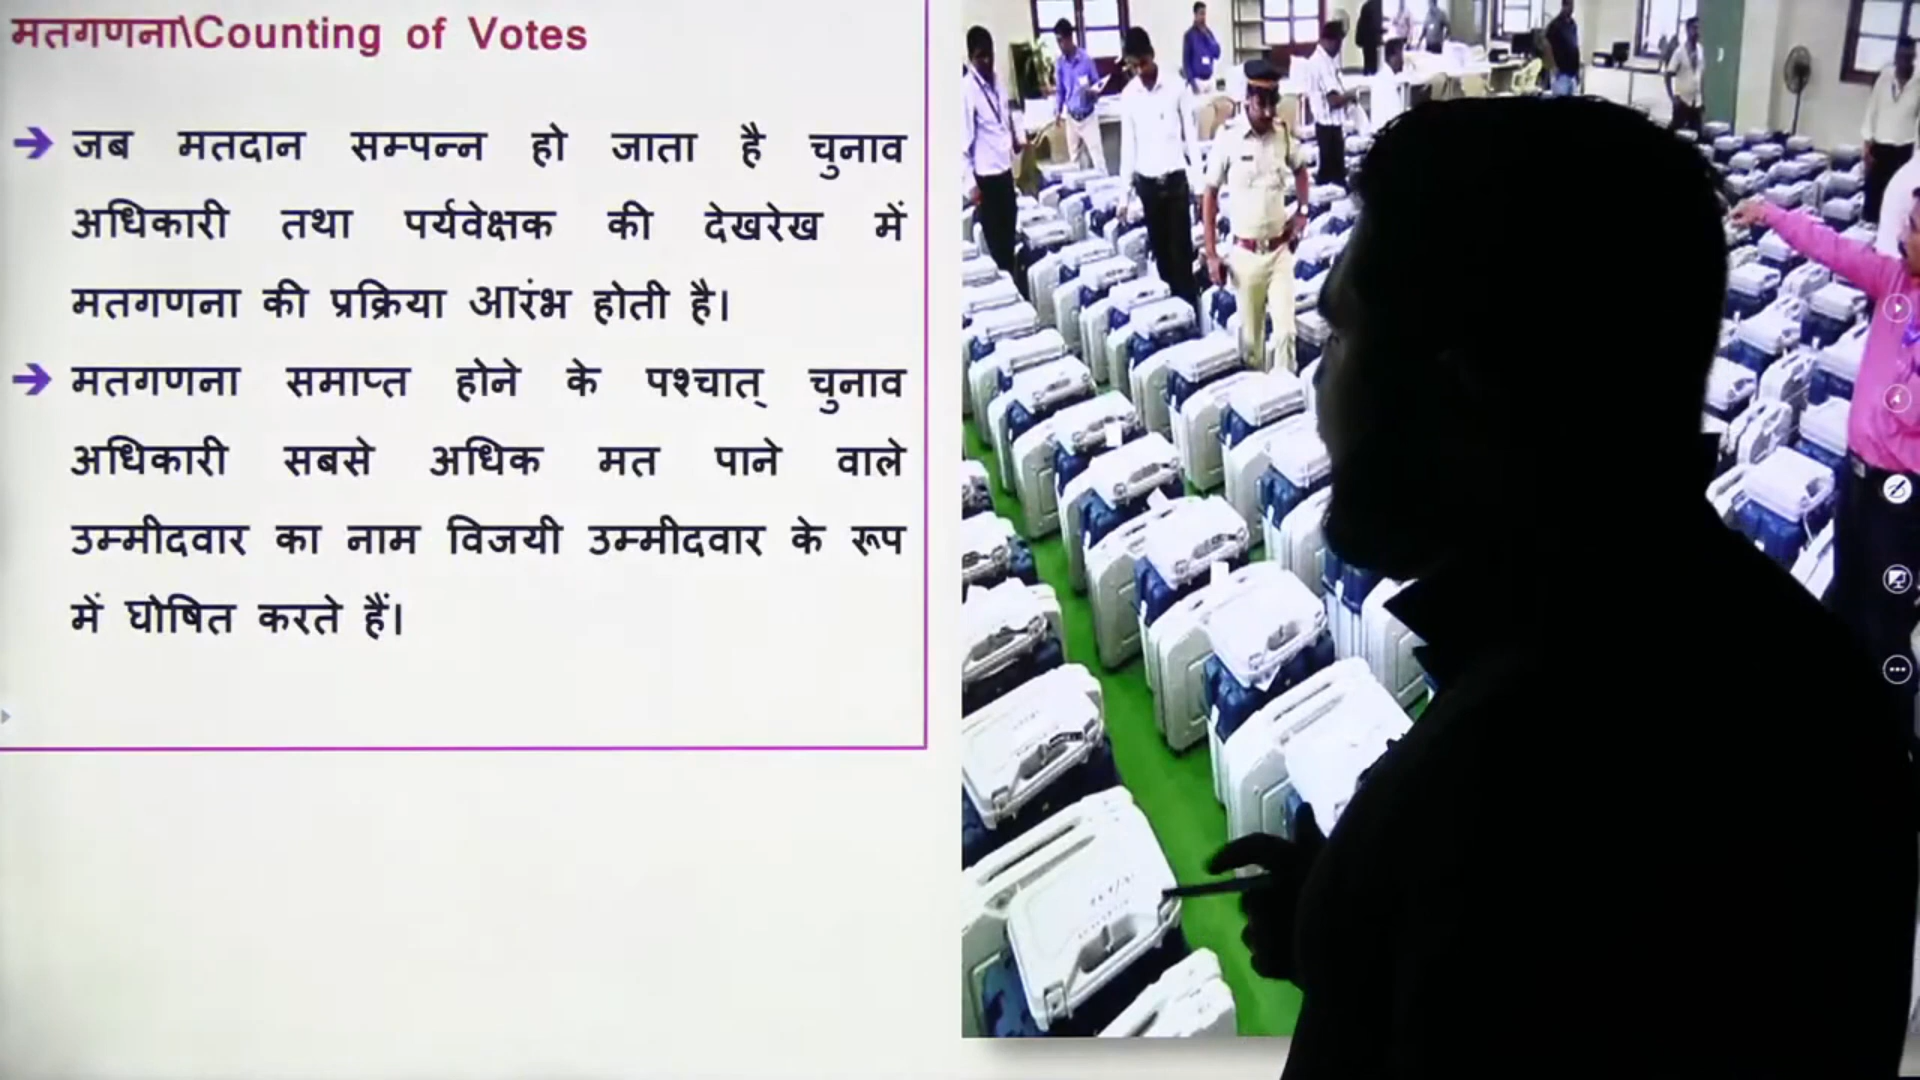 मतगणना\Counting of Votes
जब मतदान सम्पन्न हो जाता है चुनाव
अधिकारी तथा पर्यवेक्षक की देखरेख में
मतगणना की प्रक्रिया आरंभ होती है।
मतगणना समाप्त होने के पश्चात् चुनाव
अधिकारी सबसे अधिक मत पाने वाले
उम्मीदवार का नाम विजयी उम्मीदवार के रूप
में घोषित करते हैं।